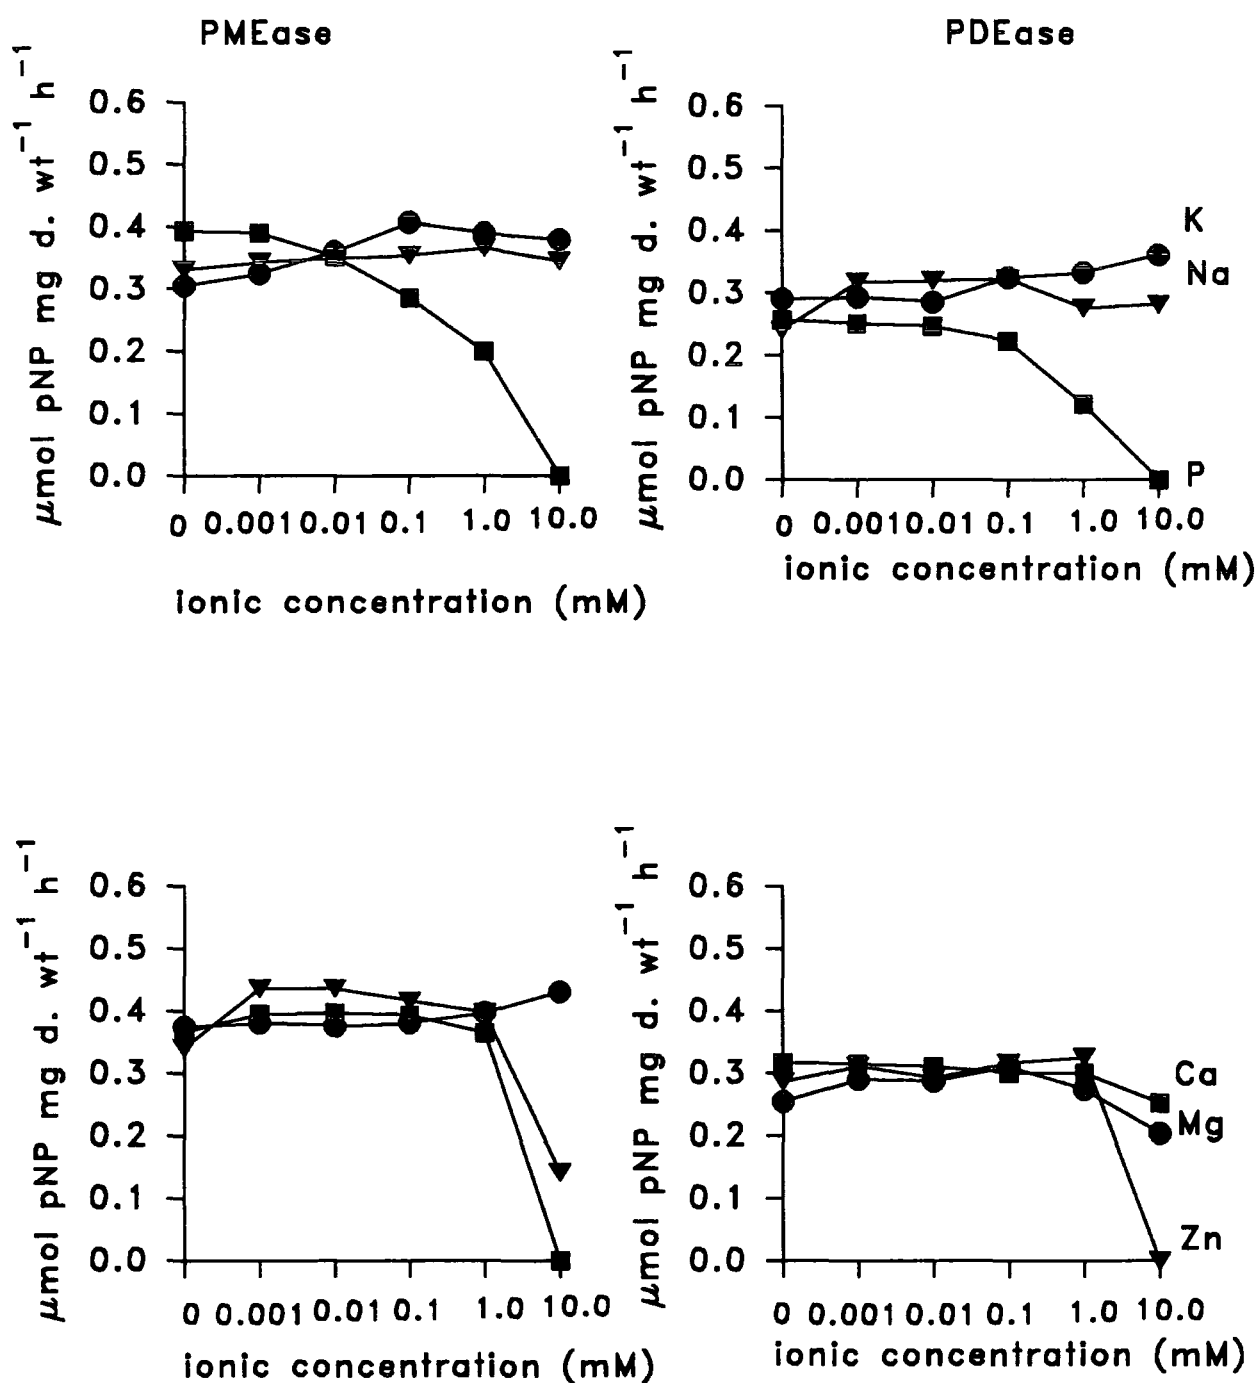 PMEase
PDEase
μmol pNP mg d. wt⁻¹ h⁻¹
0.6
0.5
0.4
0.3
0.2
0.1
0.0
0 0.001 0.01 0.1 1.0 10.0
ionic concentration (mM)
μmol pNP mg d. wt⁻¹ h⁻¹
0.6
0.5
0.4
0.3
0.2
0.1
0.0
K
Na
P
0 0.001 0.01 0.1 1.0 10.0
ionic concentration (mM)
μmol pNP mg d. wt⁻¹ h⁻¹
0.6
0.5
0.4
0.3
0.2
0.1
0.0
0 0.001 0.01 0.1 1.0 10.0
ionic concentration (mM)
μmol pNP mg d. wt⁻¹ h⁻¹
0.6
0.5
0.4
0.3
0.2
0.1
0.0
Ca
Mg
Zn
0 0.001 0.01 0.1 1.0 10.0
ionic concentration (mM)